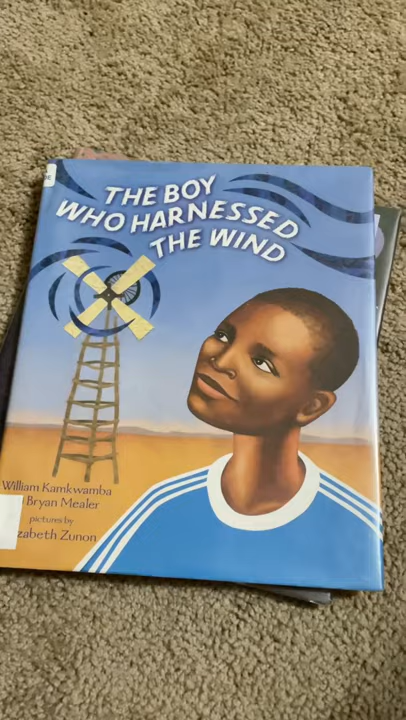 THE BOY
WHO HARNESSED
THE WIND
William Kamkwamba
Bryan Mealer
pictures by
zabeth Zunon